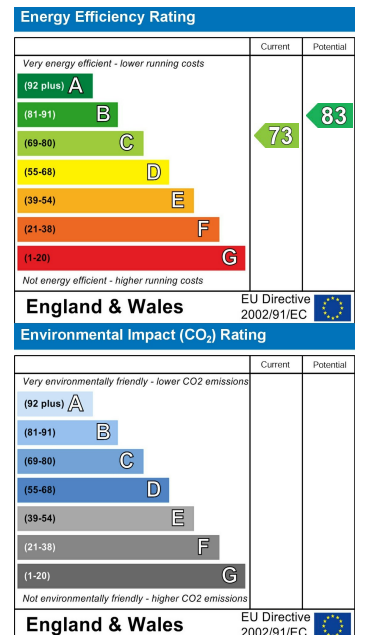 Energy Efficiency Rating
Current Potential
Very energy efficient - lower running costs
(92 plus) A
(81-91) B
83
(69-80) C
73
(55-68) D
(39-54) E
(21-38) F
(1-20) G
Not energy efficient - higher running costs
England & Wales
EU Directive
2002/91/EC
Environmental Impact (CO₂) Rating
Current Potential
Very environmentally friendly - lower CO2 emissions
(92 plus) A
(81-91) B
(69-80) C
(55-68) D
(39-54) E
(21-38) F
(1-20) G
Not environmentally friendly - higher CO2 emissions
England & Wales
EU Directive
2002/91/EC